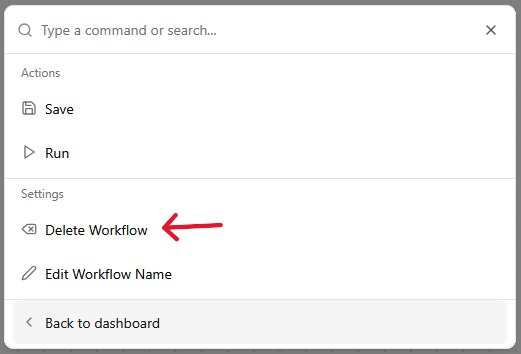 Type a command or search...
Actions
Save
Run
Settings
Delete Workflow
Edit Workflow Name
Back to dashboard